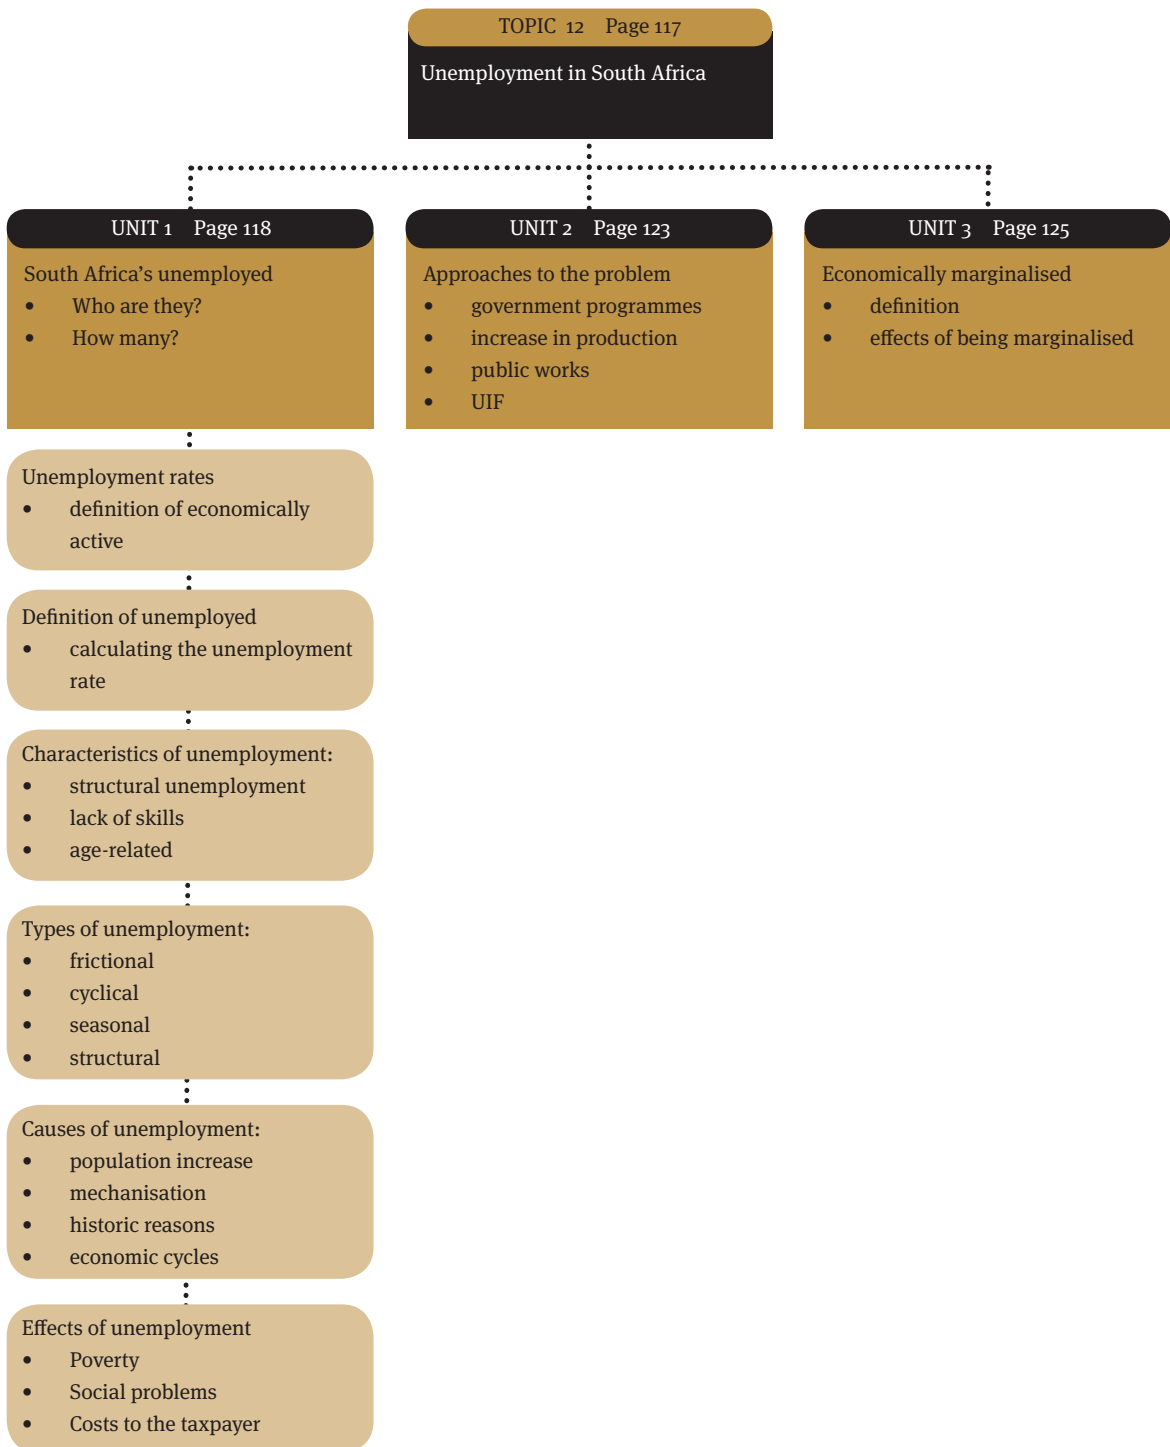 TOPIC 12 Page 117
Unemployment in South Africa
UNIT 1 Page 118
South Africa’s unemployed
• Who are they?
• How many?
UNIT 2 Page 123
Approaches to the problem
• government programmes
• increase in production
• public works
• UIF
UNIT 3 Page 125
Economically marginalised
• definition
• effects of being marginalised
Unemployment rates
• definition of economically
active
Definition of unemployed
• calculating the unemployment
rate
Characteristics of unemployment:
• structural unemployment
• lack of skills
• age-related
Types of unemployment:
• frictional
• cyclical
• seasonal
• structural
Causes of unemployment:
• population increase
• mechanisation
• historic reasons
• economic cycles
Effects of unemployment
• Poverty
• Social problems
• Costs to the taxpayer